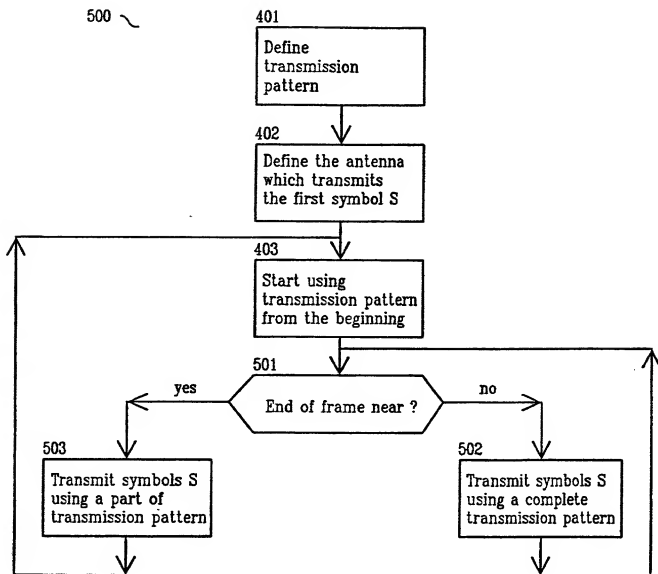 500
401
Define
transmission
pattern
402
Define the antenna
which transmits
the first symbol S
403
Start using
transmission pattern
from the beginning
501
End of frame near ?
yes
no
503
Transmit symbols S
using a part of
transmission pattern
502
Transmit symbols S
using a complete
transmission pattern